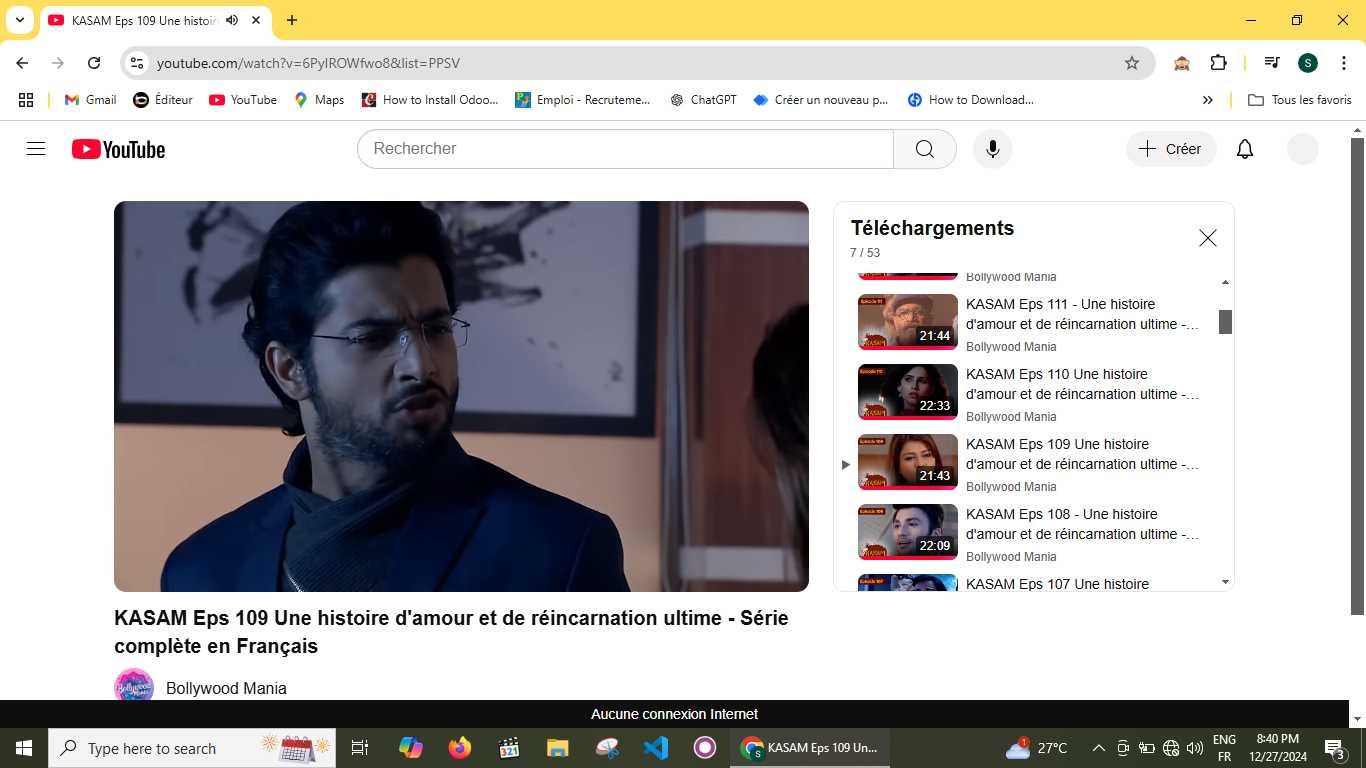 KASAM Eps 109 Une histoir
youtube.com/watch?v=6PyIROWfwo8&list=PPSV
S
Gmail
Éditeur
YouTube
Maps
How to Install Odoo...
Emploi - Recruteme...
ChatGPT
Créer un nouveau p...
How to Download...
»
Tous les favoris
YouTube
Rechercher
Créer
Téléchargements
7 / 53
Bollywood Mania
KASAM Eps 111 - Une histoire
d'amour et de réincarnation ultime -...
21:44
Bollywood Mania
KASAM Eps 110 Une histoire
d'amour et de réincarnation ultime -...
22:33
Bollywood Mania
KASAM Eps 109 Une histoire
d'amour et de réincarnation ultime -...
21:43
Bollywood Mania
KASAM Eps 108 - Une histoire
d'amour et de réincarnation ultime -...
22:09
Bollywood Mania
KASAM Eps 107 Une histoire
KASAM Eps 109 Une histoire d'amour et de réincarnation ultime - Série
complète en Français
Bollywood Mania
Aucune connexion Internet
Type here to search
KASAM Eps 109 Un...
27°C
ENG
FR
8:40 PM
12/27/2024
3